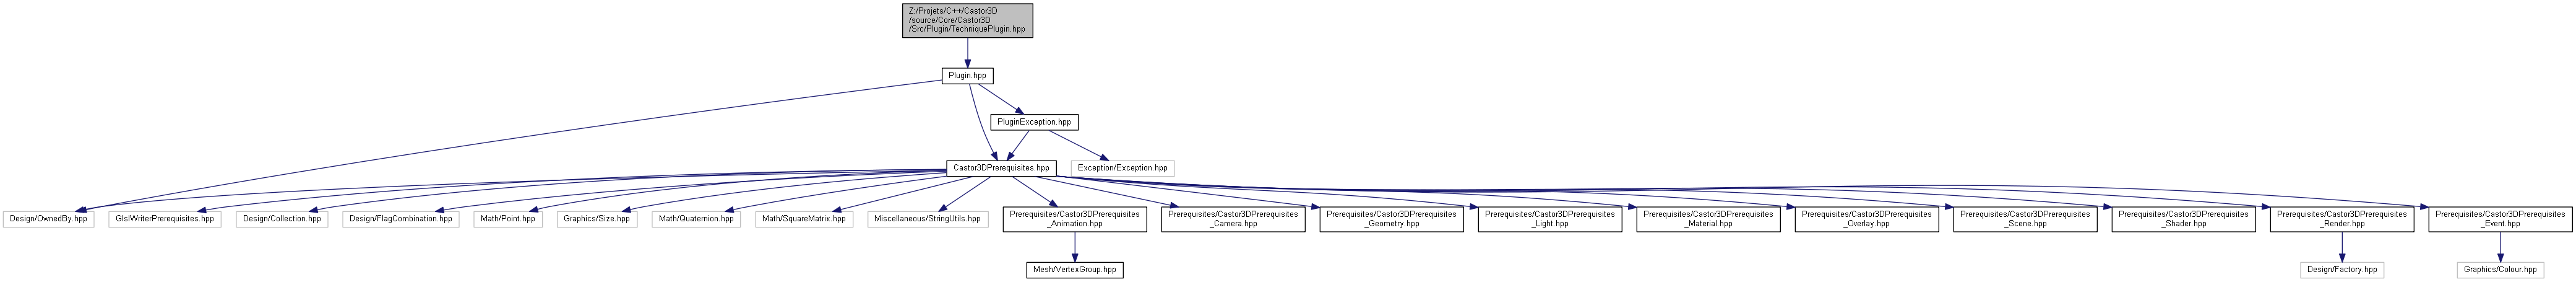 Z:/Projets/C++/Castor3D
/source/Core/Castor3D
/Src/Plugin/TechniquePlugin.hpp
Plugin.hpp
PluginException.hpp
Castor3DPrerequisites.hpp
Exception/Exception.hpp
Design/OwnedBy.hpp
GlslWriterPrerequisites.hpp
Design/Collection.hpp
Design/FlagCombination.hpp
Math/Point.hpp
Graphics/Size.hpp
Math/Quaternion.hpp
Math/SquareMatrix.hpp
Miscellaneous/StringUtils.hpp
Prerequisites/Castor3DPrerequisites
_Animation.hpp
Prerequisites/Castor3DPrerequisites
_Camera.hpp
Prerequisites/Castor3DPrerequisites
_Geometry.hpp
Prerequisites/Castor3DPrerequisites
_Light.hpp
Prerequisites/Castor3DPrerequisites
_Material.hpp
Prerequisites/Castor3DPrerequisites
_Overlay.hpp
Prerequisites/Castor3DPrerequisites
_Scene.hpp
Prerequisites/Castor3DPrerequisites
_Shader.hpp
Prerequisites/Castor3DPrerequisites
_Render.hpp
Prerequisites/Castor3DPrerequisites
_Event.hpp
Mesh/VertexGroup.hpp
Design/Factory.hpp
Graphics/Colour.hpp